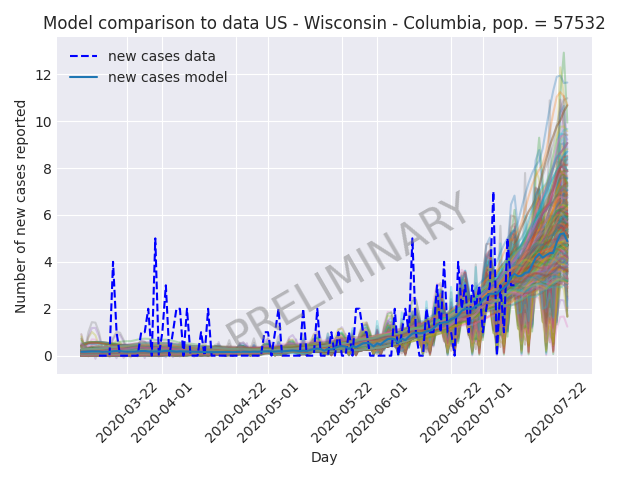 Model comparison to data US - Wisconsin - Columbia, pop. = 57532
new cases data
new cases model
Number of new cases reported
12
10
8
6
4
2
0
PRELIMINARY
2020-03-22
2020-04-01
2020-04-22
2020-05-01
2020-05-22
2020-06-01
2020-06-22
2020-07-01
2020-07-22
Day